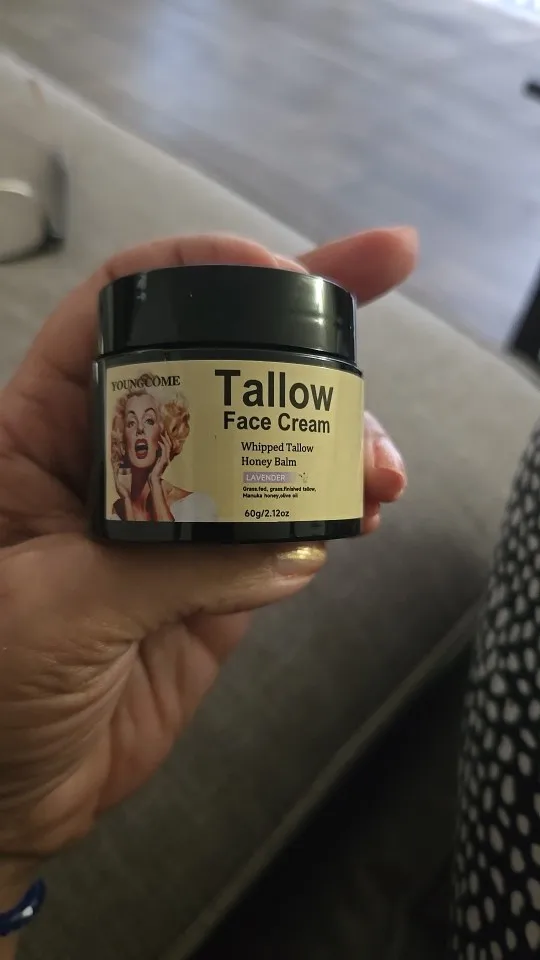 YOUNGCOME
Tallow
Face Cream
Whipped Tallow
Honey Balm
LAVENDER
Grass.fed, grass.finished tallow,
Manuka honey,olive oil
60g/2.12oz